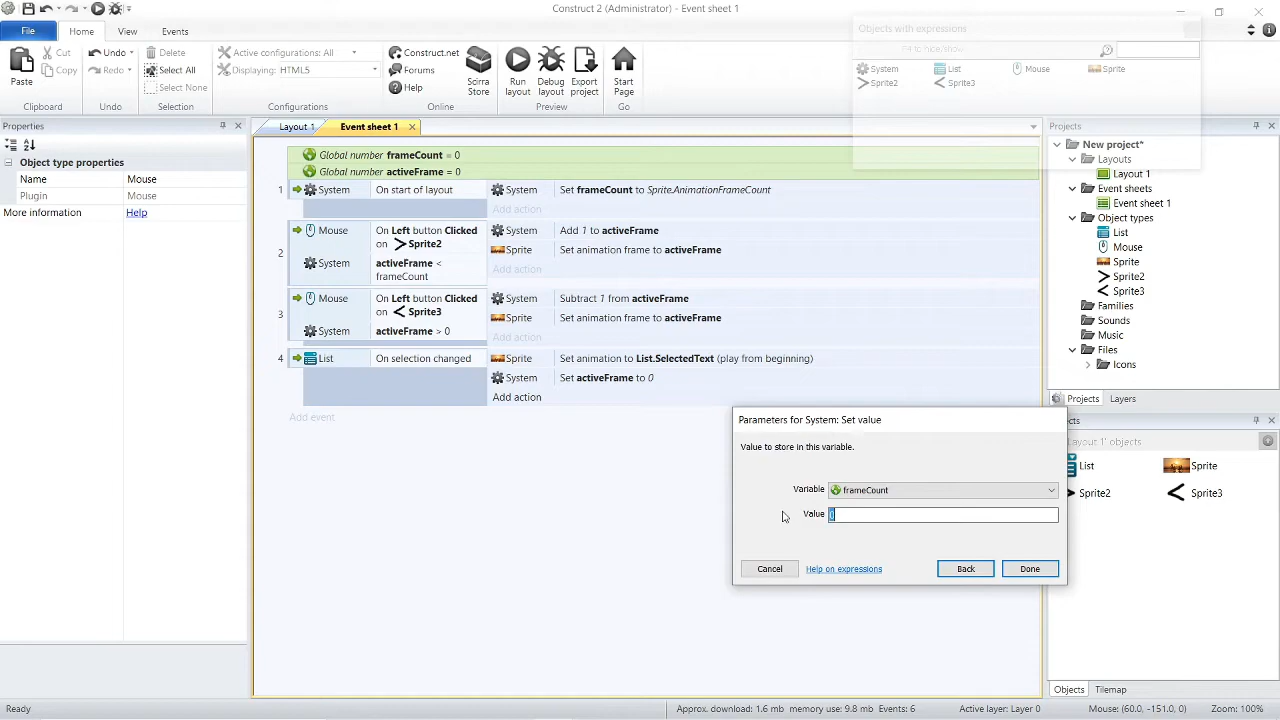 Construct 2 (Administrator) - Event sheet 1
File Home View Events
Paste Cut Copy
Undo Redo
Delete Select All Select None
Active configurations: All
Displaying: HTML5
Construct.net Forums Help
Scirra Store
Run layout Debug layout Export project
Start Page
Clipboard Undo Selection Configurations Online Preview Go
Objects with expressions
F4 to hide/show
System List Mouse Sprite
Sprite2 Sprite3
Properties
Object type properties
Name Mouse
Plugin Mouse
More information Help
Layout 1 Event sheet 1
Global number frameCount = 0
Global number activeFrame = 0
1 System On start of layout System Set frameCount to Sprite.AnimationFrameCount
Add action
2 Mouse On Left button Clicked on Sprite2 System Add 1 to activeFrame
Sprite Set animation frame to activeFrame
System activeFrame < frameCount Add action
3 Mouse On Left button Clicked on Sprite3 System Subtract 1 from activeFrame
Sprite Set animation frame to activeFrame
System activeFrame > 0 Add action
4 List On selection changed Sprite Set animation to List.SelectedText (play from beginning)
System Set activeFrame to 0
Add action
Add event
Parameters for System: Set value
Value to store in this variable.
Variable frameCount
Value 0
Cancel Help on expressions Back Done
Projects
New project*
Layouts
Layout 1
Event sheets
Event sheet 1
Object types
List
Mouse
Sprite
Sprite2
Sprite3
Families
Sounds
Music
Files
Icons
Projects Layers
Layout 1' objects
List Sprite
Sprite2 Sprite3
Objects Tilemap
Ready Approx. download: 1.6 mb memory use: 9.8 mb Events: 6 Active layer: Layer 0 Mouse: (60.0, -151.0, 0) Zoom: 100%